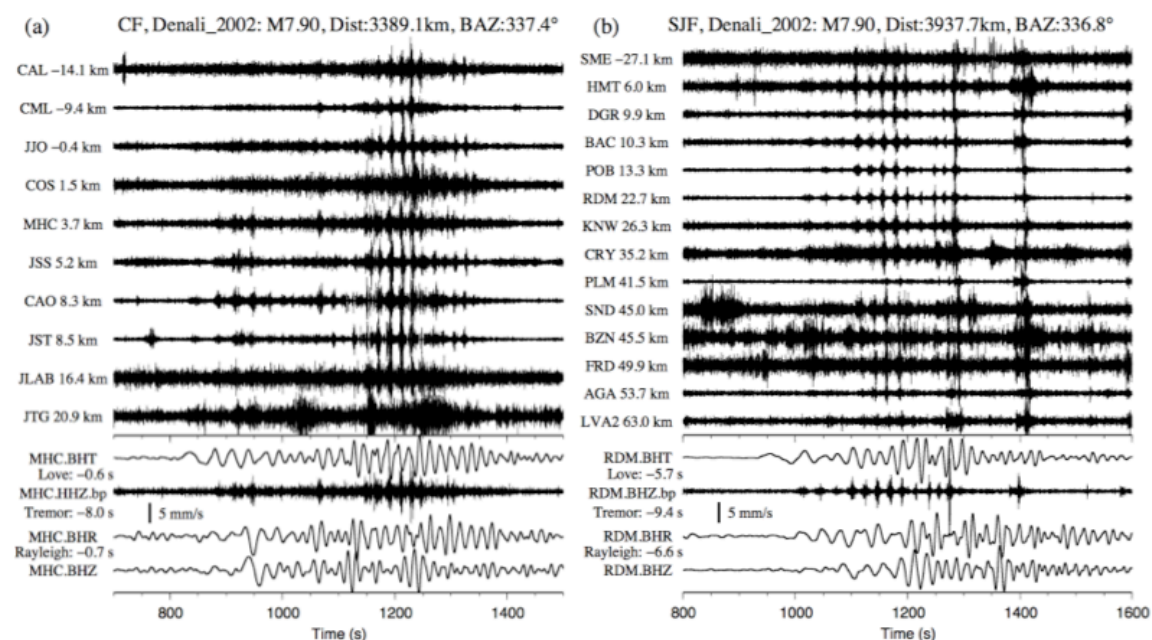 (a) CF, Denali_2002: M7.90, Dist:3389.1km, BAZ:337.4°
CAL −14.1 km
CML −9.4 km
JJO −0.4 km
COS 1.5 km
MHC 3.7 km
JSS 5.2 km
CAO 8.3 km
JST 8.5 km
JLAB 16.4 km
JTG 20.9 km
MHC.BHT
Love: −0.6 s
MHC.HHZ.bp
Tremor: −8.0 s
5 mm/s
MHC.BHR
Rayleigh: −0.7 s
MHC.BHZ
800 1000 1200 1400
Time (s)
(b) SJF, Denali_2002: M7.90, Dist:3937.7km, BAZ:336.8°
SME −27.1 km
HMT 6.0 km
DGR 9.9 km
BAC 10.3 km
POB 13.3 km
RDM 22.7 km
KNW 26.3 km
CRY 35.2 km
PLM 41.5 km
SND 45.0 km
BZN 45.5 km
FRD 49.9 km
AGA 53.7 km
LVA2 63.0 km
RDM.BHT
Love: −5.7 s
RDM.BHZ.bp
Tremor: −9.4 s
5 mm/s
RDM.BHR
Rayleigh: −6.6 s
RDM.BHZ
800 1000 1200 1400 1600
Time (s)